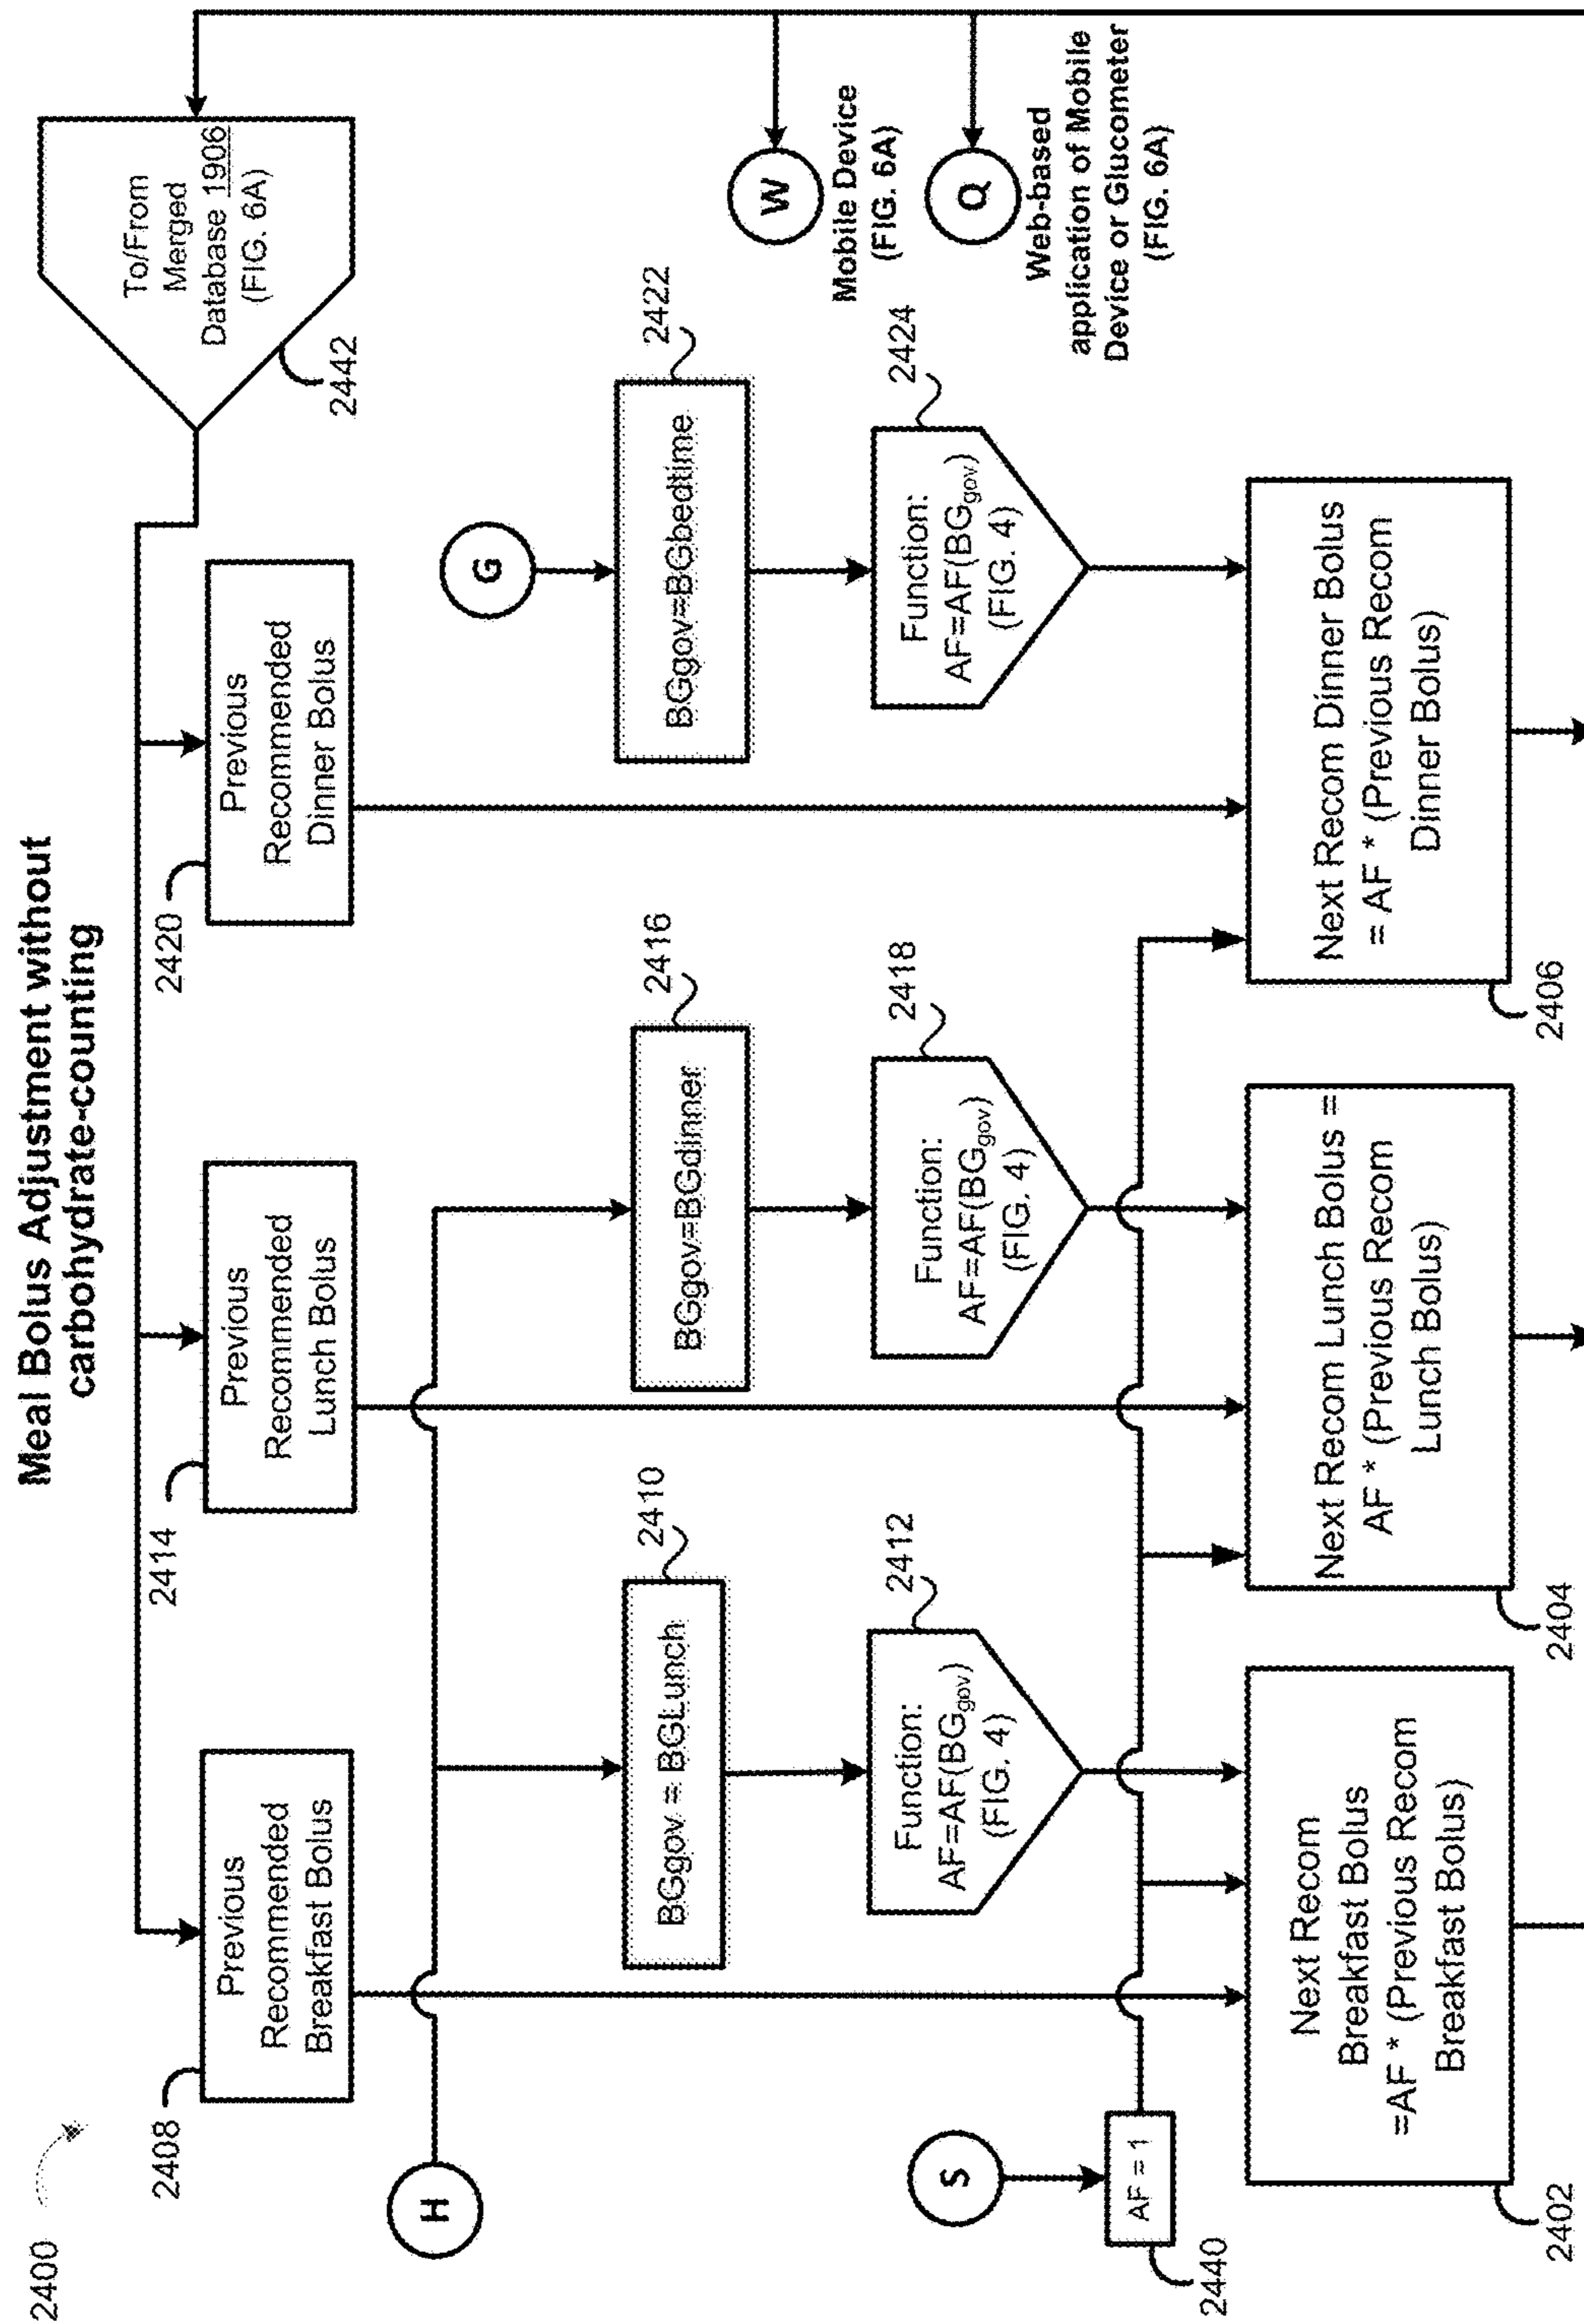 2400
Meal Bolus Adjustment without
carbohydrate-counting
To/From
Merged
Database 1906
(FIG. 6A)
2442
2408
Previous
Recommended
Breakfast Bolus
2414
Previous
Recommended
Lunch Bolus
2420
Previous
Recommended
Dinner Bolus
H
G
W
Mobile Device
(FIG. 6A)
Q
Web-based
application of Mobile
Device or Glucometer
(FIG. 6A)
2410
BGgov = BGLunch
2416
BGgov=BGdinner
2422
BGgov=BGbedtime
2412
Function:
AF=AF(BGgov)
(FIG. 4)
2418
Function:
AF=AF(BGgov)
(FIG. 4)
2424
Function:
AF=AF(BGgov)
(FIG. 4)
S
AF = 1
2440
Next Recom
Breakfast Bolus
=AF * (Previous Recom
Breakfast Bolus)
2402
Next Recom Lunch Bolus =
AF * (Previous Recom
Lunch Bolus)
2404
Next Recom Dinner Bolus
= AF * (Previous Recom
Dinner Bolus)
2406